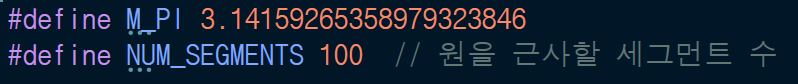 #define M_PI 3.14159265358979323846
#define NUM_SEGMENTS 100  // 원을 근사할 세그먼트 수